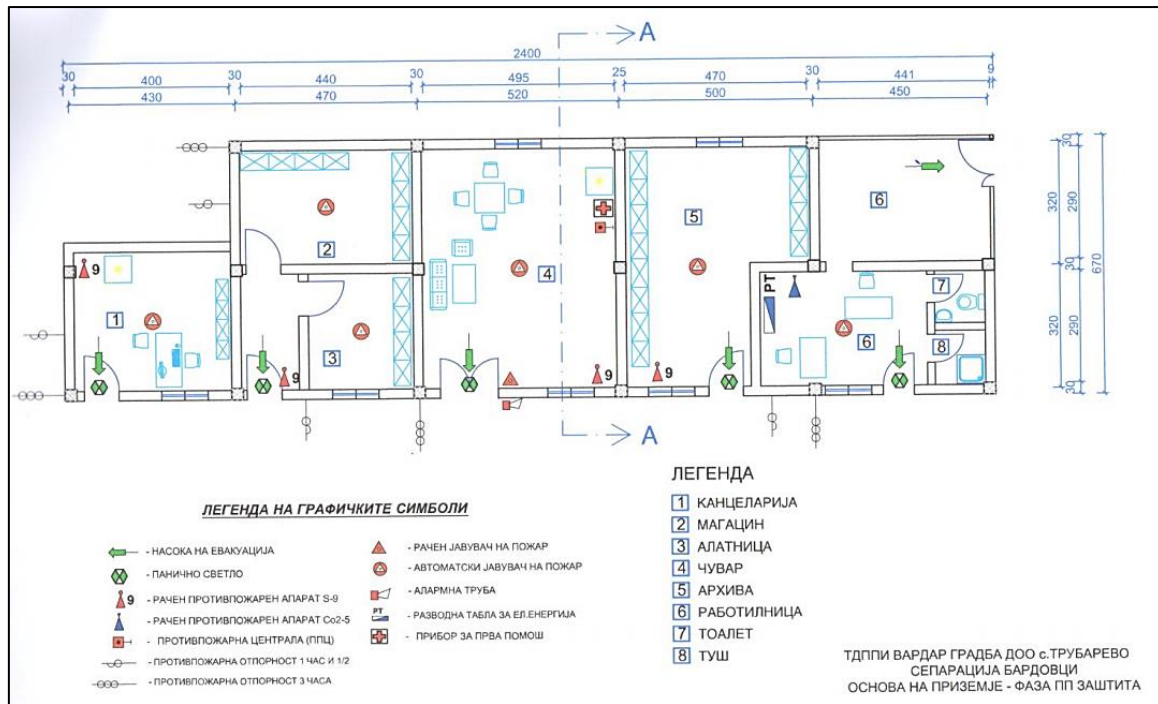 A
2400
30 400 30 440 30 495 25 470 30 441 9
430 470 520 500 450
30
320 290
30
670
320 290
30
6
5
2
4
9
1
3
9
9
9
РТ
7
6
8
A
ЛЕГЕНДА НА ГРАФИЧКИТЕ СИМБОЛИ
- НАСОКА НА ЕВАКУАЦИЈА
- ПАНИЧНО СВЕТЛО
9 - РАЧЕН ПРОТИВПОЖАРЕН АПАРАТ S-9
- РАЧЕН ПРОТИВПОЖАРЕН АПАРАТ Co2-5
- ПРОТИВПОЖАРНА ЦЕНТРАЛА (ППЦ)
- ПРОТИВПОЖАРНА ОТПОРНОСТ 1 ЧАС И 1/2
- ПРОТИВПОЖАРНА ОТПОРНОСТ 3 ЧАСА
- РАЧЕН ЈАВУВАЧ НА ПОЖАР
- АВТОМАТСКИ ЈАВУВАЧ НА ПОЖАР
- АЛАРМНА ТРУБА
РТ - РАЗВОДНА ТАБЛА ЗА ЕЛ.ЕНЕРГИЈА
- ПРИБОР ЗА ПРВА ПОМОШ
ЛЕГЕНДА
1 КАНЦЕЛАРИЈА
2 МАГАЦИН
3 АЛАТНИЦА
4 ЧУВАР
5 АРХИВА
6 РАБОТИЛНИЦА
7 ТОАЛЕТ
8 ТУШ
ТДППИ ВАРДАР ГРАДБА ДОО с.ТРУБАРЕВО
СЕПАРАЦИЈА БАРДОВЦИ
ОСНОВА НА ПРИЗЕМЈЕ - ФАЗА ПП ЗАШТИТА